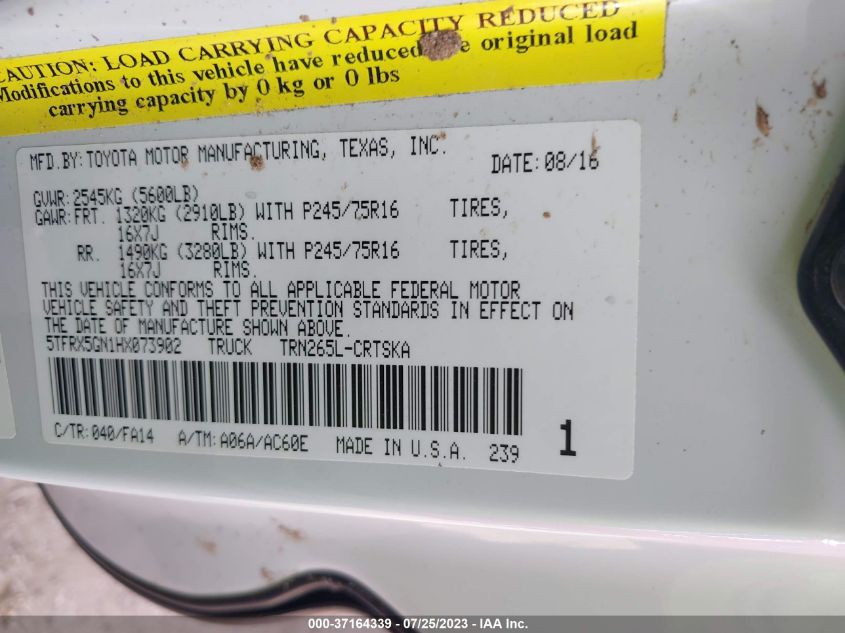 CAUTION: LOAD CARRYING CAPACITY REDUCED
Modifications to this vehicle have reduced the original load
carrying capacity by 0 kg or 0 lbs
MFD.BY: TOYOTA MOTOR MANUFACTURING, TEXAS, INC. DATE: 08/16
GVWR: 2545KG (5600LB)
GAWR: FRT. 1320KG (2910LB) WITH P245/75R16 TIRES,
16X7J RIMS.
RR. 1490KG (3280LB) WITH P245/75R16 TIRES,
16X7J RIMS.
THIS VEHICLE CONFORMS TO ALL APPLICABLE FEDERAL MOTOR
VEHICLE SAFETY AND THEFT PREVENTION STANDARDS IN EFFECT ON
THE DATE OF MANUFACTURE SHOWN ABOVE.
5TFRX5GN1HX073902 TRUCK TRN265L-CRTSKA
C/TR: 040/FA14 A/TM: A06A/AC60E MADE IN U.S.A. 239 1
000-37164339 - 07/25/2023 - IAA Inc.